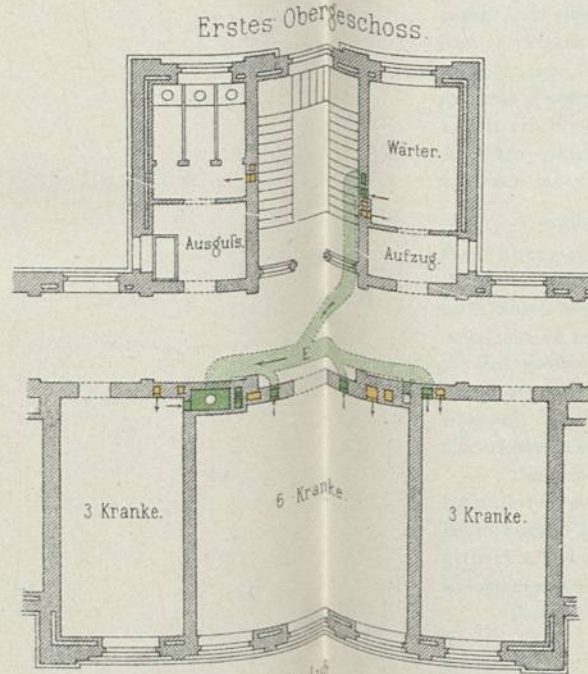 Erstes Obergeschoss.
Wärter.
Ausguſs.
Aufzug.
E
3 Kranke.
6 Kranke.
3 Kranke.